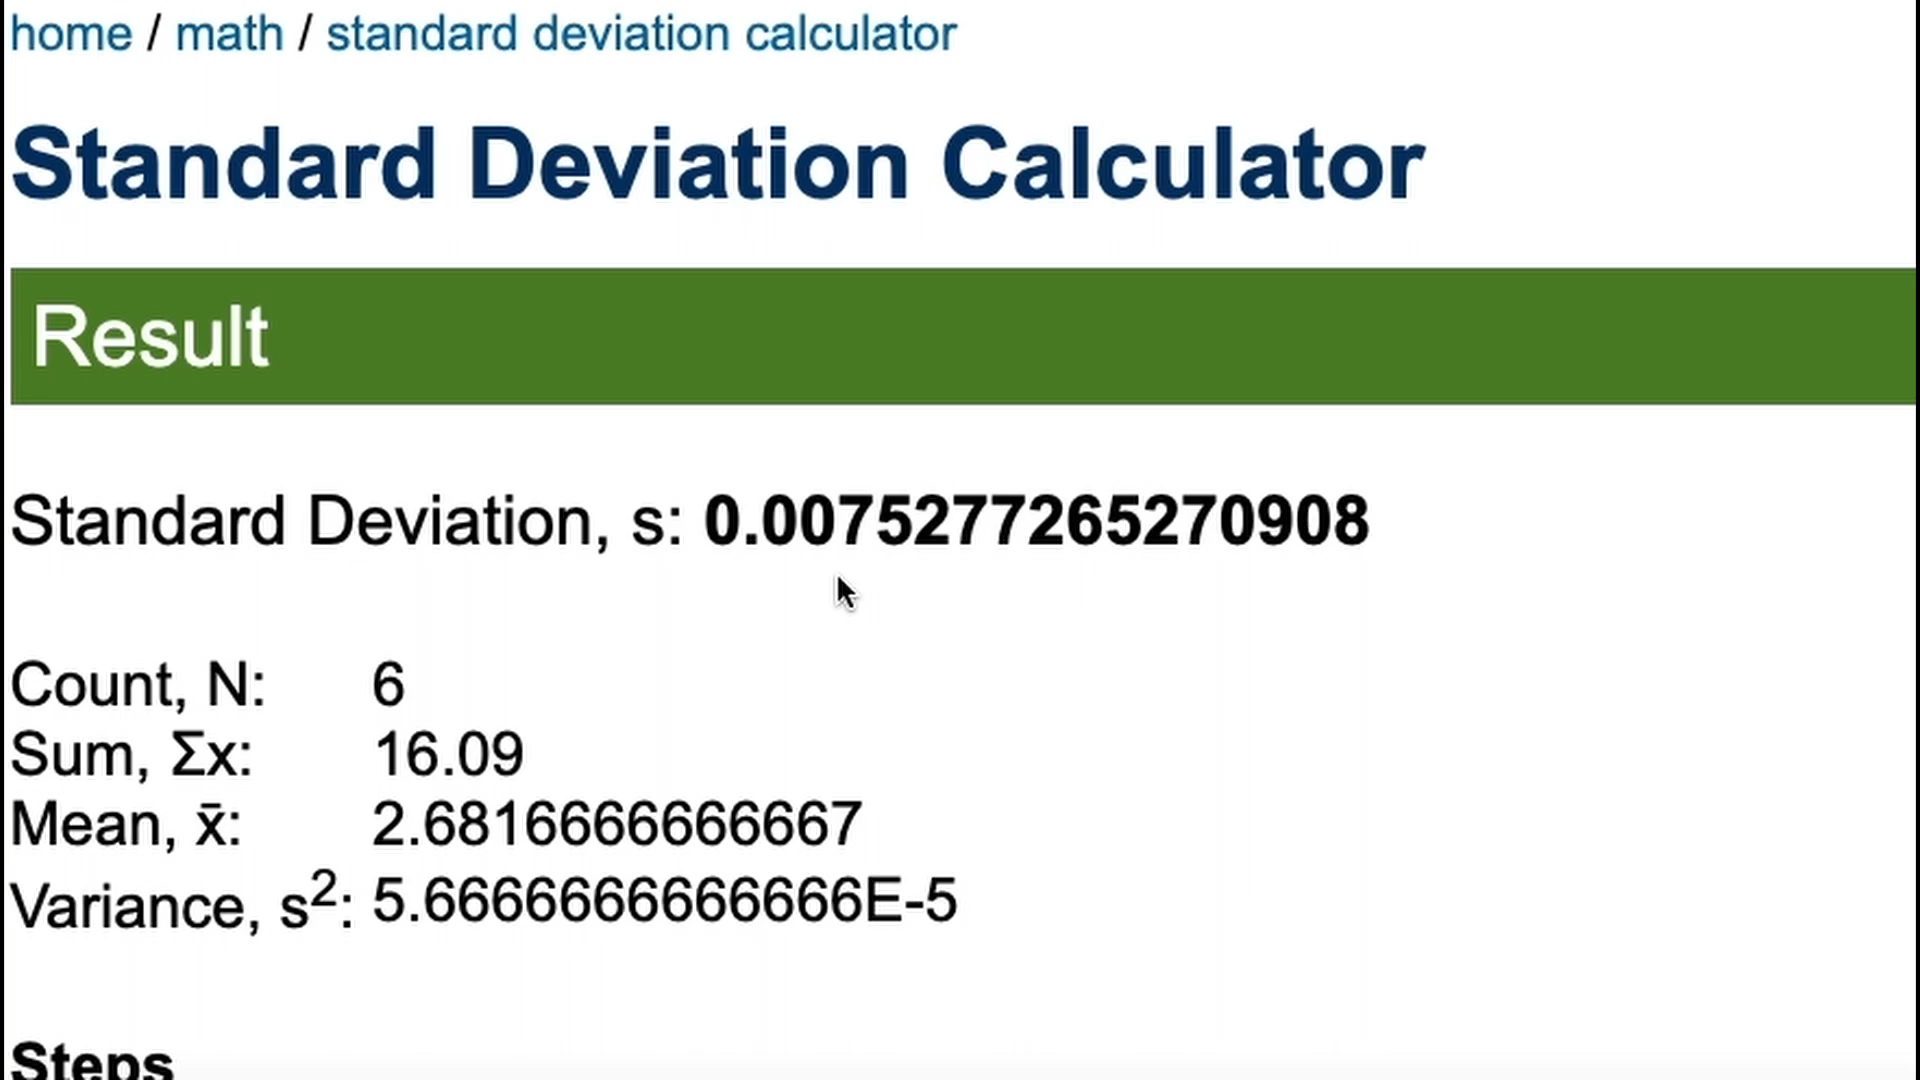 home / math / standard deviation calculator
Standard Deviation Calculator
Result
Standard Deviation, s: 0.0075277265270908
Count, N: 6
Sum, Σx: 16.09
Mean, x̄: 2.6816666666667
Variance, s²: 5.6666666666666E-5
Steps